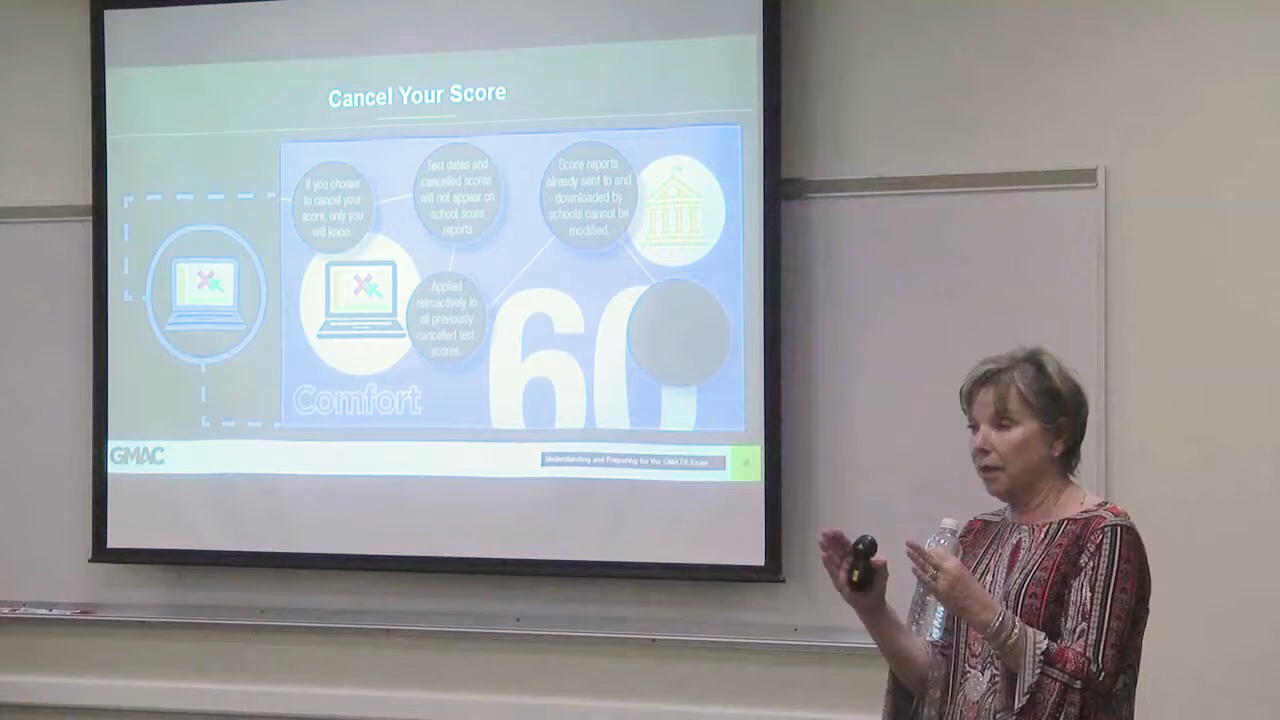 Cancel Your Score
If you choose
to cancel your
score, only you
will know.
Test dates and
cancelled scores
will not appear on
school score
reports
Applied
retroactively to
all previously
cancelled test
scores.
Score reports
already sent to and
downloaded by
schools cannot be
modified.
60
Comfort
GMAC
Understanding and Preparing for the GMAT® Exam